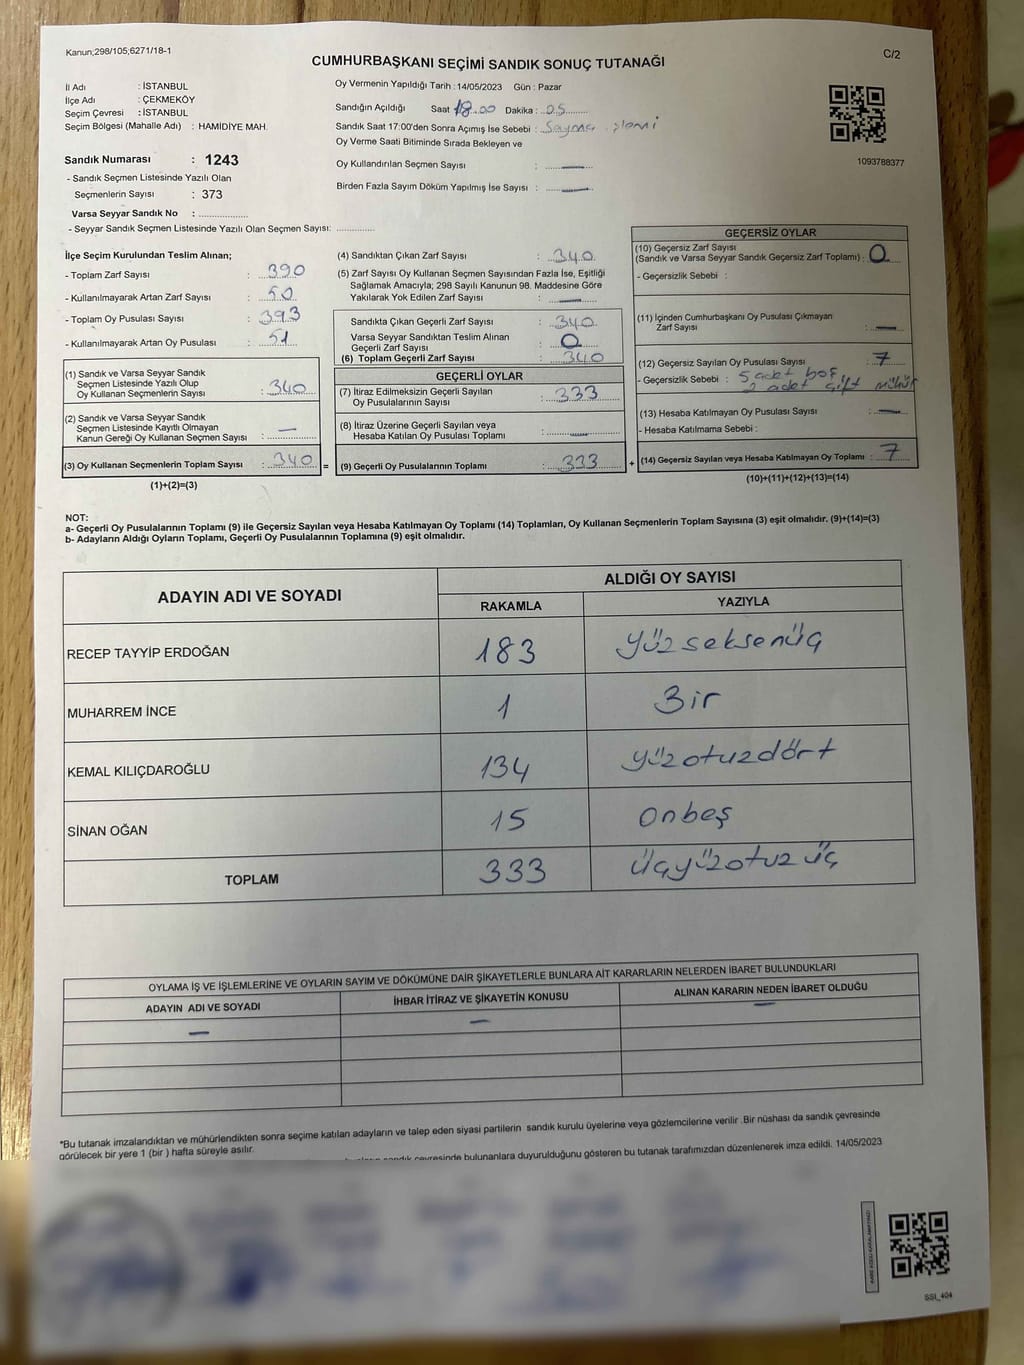 Kanun;298/105;6271/18-1
C/2
CUMHURBAŞKANI SEÇİMİ SANDIK SONUÇ TUTANAĞI
İl Adı : İSTANBUL
İlçe Adı : ÇEKMEKÖY
Seçim Çevresi : İSTANBUL
Seçim Bölgesi (Mahalle Adı) : HAMİDİYE MAH.
Sandık Numarası : 1243
- Sandık Seçmen Listesinde Yazılı Olan
Seçmenlerin Sayısı : 373
Varsa Seyyar Sandık No :
- Seyyar Sandık Seçmen Listesinde Yazılı Olan Seçmen Sayısı:
Oy Vermenin Yapıldığı Tarih : 14/05/2023 Gün : Pazar
Sandığın Açıldığı Saat 18.00 Dakika : 05
Sandık Saat 17:00'den Sonra Açımış İse Sebebi : Sayma işlemi
Oy Verme Saati Bitiminde Sırada Bekleyen ve
Oy Kullandırılan Seçmen Sayısı : —
Birden Fazla Sayım Döküm Yapılmış İse Sayısı : —
1093788377
İlçe Seçim Kurulundan Teslim Alınan;
- Toplam Zarf Sayısı : 390
- Kullanılmayarak Artan Zarf Sayısı : 50
- Toplam Oy Pusulası Sayısı : 393
- Kullanılmayarak Artan Oy Pusulası : 51
(1) Sandık ve Varsa Seyyar Sandık
Seçmen Listesinde Yazılı Olup
Oy Kullanan Seçmenlerin Sayısı : 340
(2) Sandık ve Varsa Seyyar Sandık
Seçmen Listesinde Kayıtlı Olmayan
Kanun Gereği Oy Kullanan Seçmen Sayısı : —
(3) Oy Kullanan Seçmenlerin Toplam Sayısı : 340 =
(1)+(2)=(3)
(4) Sandıktan Çıkan Zarf Sayısı : 340
(5) Zarf Sayısı Oy Kullanan Seçmen Sayısından Fazla İse, Eşitliği
Sağlamak Amacıyla; 298 Sayılı Kanunun 98. Maddesine Göre
Yakılarak Yok Edilen Zarf Sayısı : —
Sandıkta Çıkan Geçerli Zarf Sayısı : 340
Varsa Seyyar Sandıktan Teslim Alınan
Geçerli Zarf Sayısı : 0
(6) Toplam Geçerli Zarf Sayısı : 340
GEÇERLİ OYLAR
(7) İtiraz Edilmeksizin Geçerli Sayılan
Oy Pusulalarının Sayısı : 333
(8) İtiraz Üzerine Geçerli Sayılan veya
Hesaba Katılan Oy Pusulası Toplamı : —
(9) Geçerli Oy Pusulalarının Toplamı : 333 +
GEÇERSİZ OYLAR
(10) Geçersiz Zarf Sayısı
(Sandık ve Varsa Seyyar Sandık Geçersiz Zarf Toplamı) : 0
- Geçersizlik Sebebi :
(11) İçinden Cumhurbaşkanı Oy Pusulası Çıkmayan
Zarf Sayısı : —
(12) Geçersiz Sayılan Oy Pusulası Sayısı : 7
- Geçersizlik Sebebi : 5 adet boş
2 adet çift mühür
(13) Hesaba Katılmayan Oy Pusulası Sayısı : —
- Hesaba Katılmama Sebebi :
(14) Geçersiz Sayılan veya Hesaba Katılmayan Oy Toplamı : 7
(10)+(11)+(12)+(13)=(14)
NOT:
a- Geçerli Oy Pusulalarının Toplamı (9) ile Geçersiz Sayılan veya Hesaba Katılmayan Oy Toplamı (14) Toplamları, Oy Kullanan Seçmenlerin Toplam Sayısına (3) eşit olmalıdır. (9)+(14)=(3)
b- Adayların Aldığı Oyların Toplamı, Geçerli Oy Pusulalarının Toplamına (9) eşit olmalıdır.
ADAYIN ADI VE SOYADI
ALDIĞI OY SAYISI
RAKAMLA YAZIYLA
RECEP TAYYİP ERDOĞAN 183 yüzseksenüç
MUHARREM İNCE 1 Bir
KEMAL KILIÇDAROĞLU 134 yüzotuzdört
SİNAN OĞAN 15 onbeş
TOPLAM 333 üçyüzotuzüç
OYLAMA İŞ VE İŞLEMLERİNE VE OYLARIN SAYIM VE DÖKÜMÜNE DAİR ŞİKAYETLERLE BUNLARA AİT KARARLARIN NELERDEN İBARET BULUNDUKLARI
ADAYIN ADI VE SOYADI İHBAR İTİRAZ VE ŞİKAYETİN KONUSU ALINAN KARARIN NEDEN İBARET OLDUĞU
— — —
*Bu tutanak imzalandıktan ve mühürlendikten sonra seçime katılan adayların ve talep eden siyasi partilerin sandık kurulu üyelerine veya gözlemcilerine verilir .Bir nüshası da sandık çevresinde
görülecek bir yere 1 (bir ) hafta süreyle asılır.
sandık çevresinde bulunanlara duyurulduğunu gösteren bu tutanak tarafımızdan düzenlenerek imza edildi. 14/05/2023
SSI_404